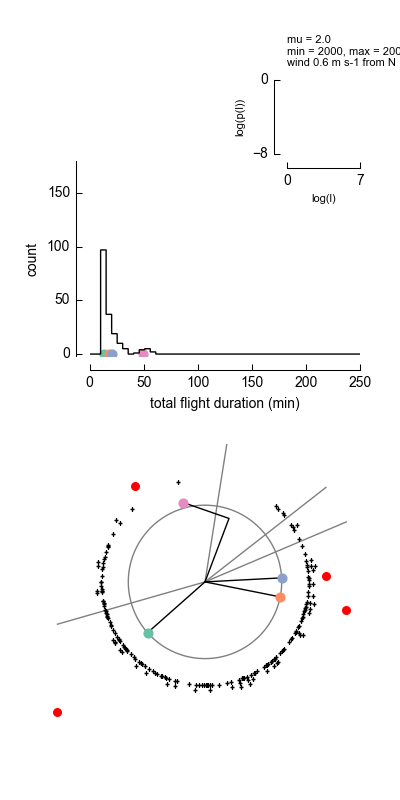 mu = 2.0
min = 2000, max = 200
wind 0.6 m s-1 from N
0
log(p(l))
−8
0 7
log(l)
150
100
count
50
0
0 50 100 150 200 250
total flight duration (min)